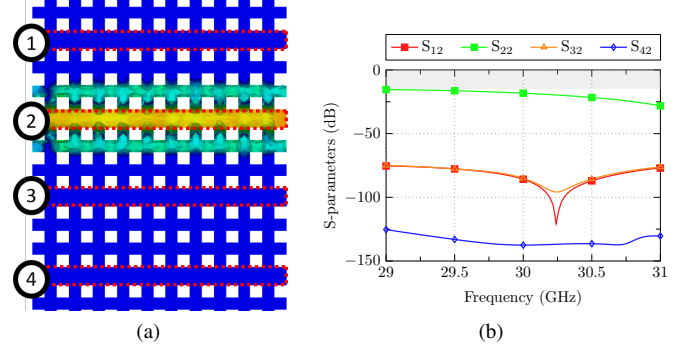 1
2
3
4
(a)
S₁₂ S₂₂ S₃₂ S₄₂
0
−50
−100
−150
S-parameters (dB)
29 29.5 30 30.5 31
Frequency (GHz)
(b)